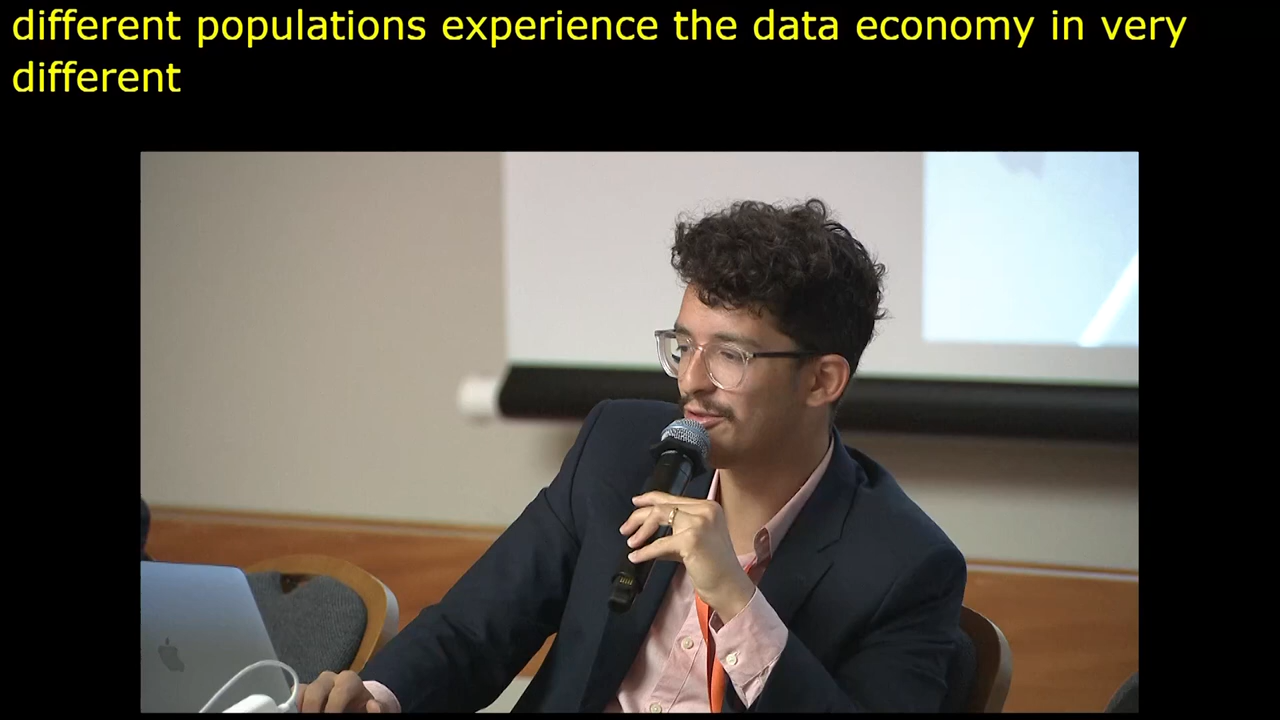 different populations experience the data economy in very
different